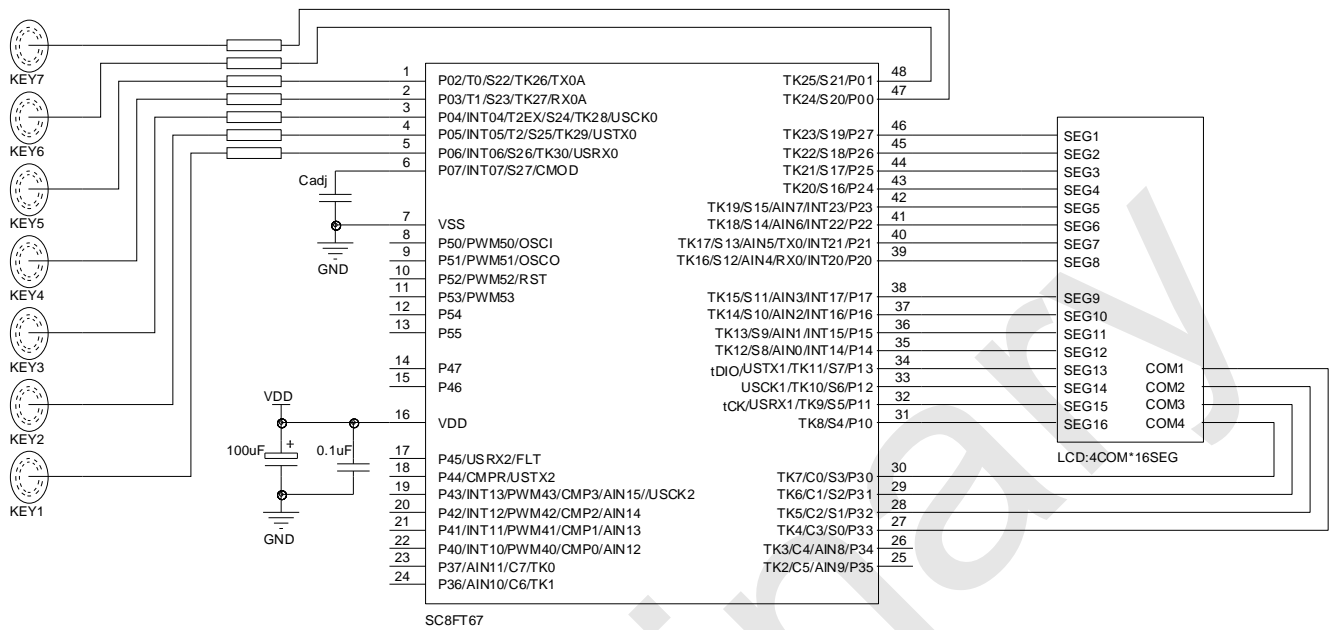 KEY7
KEY6
KEY5
KEY4
KEY3
KEY2
KEY1
Cadj
GND
VDD
100uF
+
0.1uF
GND
1 P02/T0/S22/TK26/TX0A
2 P03/T1/S23/TK27/RX0A
3 P04/INT04/T2EX/S24/TK28/USCK0
4 P05/INT05/T2/S25/TK29/USTX0
5 P06/INT06/S26/TK30/USRX0
6 P07/INT07/S27/CMOD
7 VSS
8 P50/PWM50/OSCI
9 P51/PWM51/OSCO
10 P52/PWM52/RST
11 P53/PWM53
12 P54
13 P55
14 P47
15 P46
16 VDD
17 P45/USRX2/FLT
18 P44/CMPR/USTX2
19 P43/INT13/PWM43/CMP3/AIN15//USCK2
20 P42/INT12/PWM42/CMP2/AIN14
21 P41/INT11/PWM41/CMP1/AIN13
22 P40/INT10/PWM40/CMP0/AIN12
23 P37/AIN11/C7/TK0
24 P36/AIN10/C6/TK1
TK25/S21/P01 48
TK24/S20/P00 47
TK23/S19/P27 46
TK22/S18/P26 45
TK21/S17/P25 44
TK20/S16/P24 43
TK19/S15/AIN7/INT23/P23 42
TK18/S14/AIN6/INT22/P22 41
TK17/S13/AIN5/TX0/INT21/P21 40
TK16/S12/AIN4/RX0/INT20/P20 39
TK15/S11/AIN3/INT17/P17 38
TK14/S10/AIN2/INT16/P16 37
TK13/S9/AIN1/INT15/P15 36
TK12/S8/AIN0/INT14/P14 35
tDIO/USTX1/TK11/S7/P13 34
USCK1/TK10/S6/P12 33
tCK/USRX1/TK9/S5/P11 32
TK8/S4/P10 31
TK7/C0/S3/P30 30
TK6/C1/S2/P31 29
TK5/C2/S1/P32 28
TK4/C3/S0/P33 27
TK3/C4/AIN8/P34 26
TK2/C5/AIN9/P35 25
SC8FT67
SEG1
SEG2
SEG3
SEG4
SEG5
SEG6
SEG7
SEG8
SEG9
SEG10
SEG11
SEG12
SEG13 COM1
SEG14 COM2
SEG15 COM3
SEG16 COM4
LCD:4COM*16SEG
inary